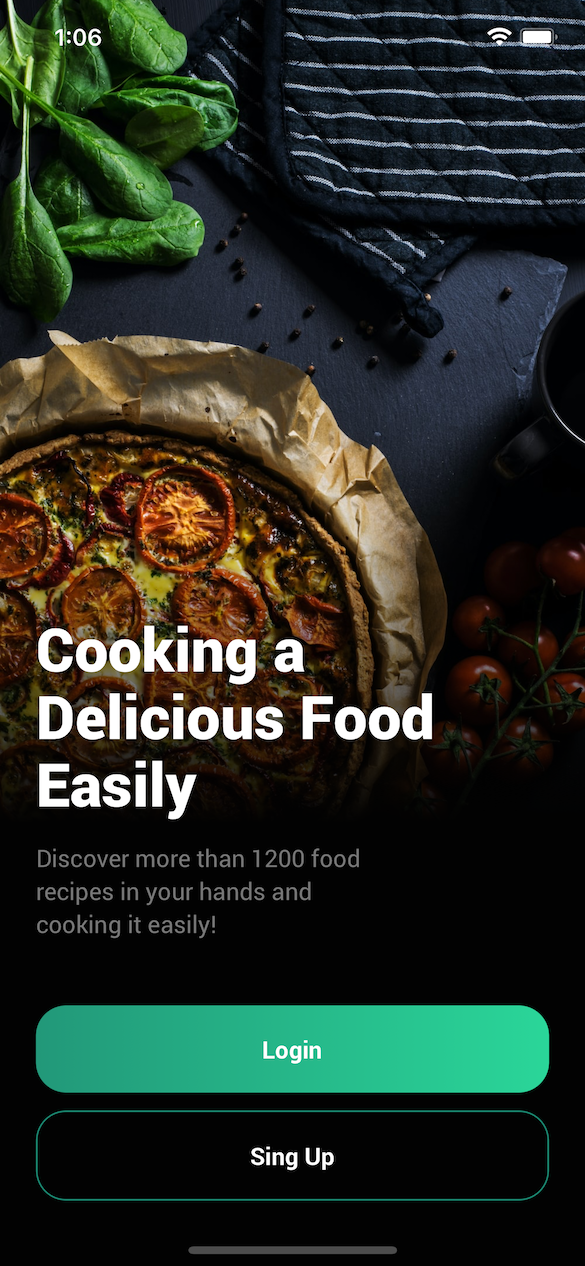 1:06
Cooking a
Delicious Food
Easily
Discover more than 1200 food
recipes in your hands and
cooking it easily!
Login
Sing Up